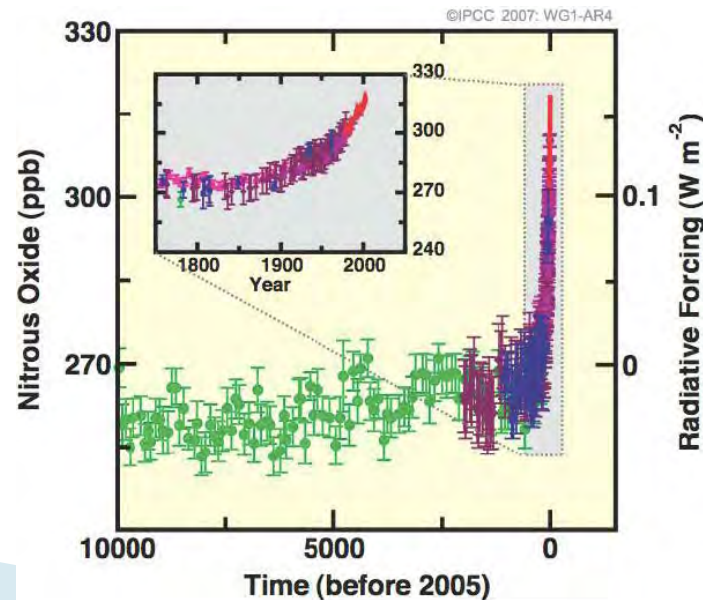 ©IPCC 2007: WG1-AR4
330
300
270
Nitrous Oxide (ppb)
330
300
270
240
1800 1900 2000
Year
0.1
0
Radiative Forcing (W m-2)
10000 5000 0
Time (before 2005)